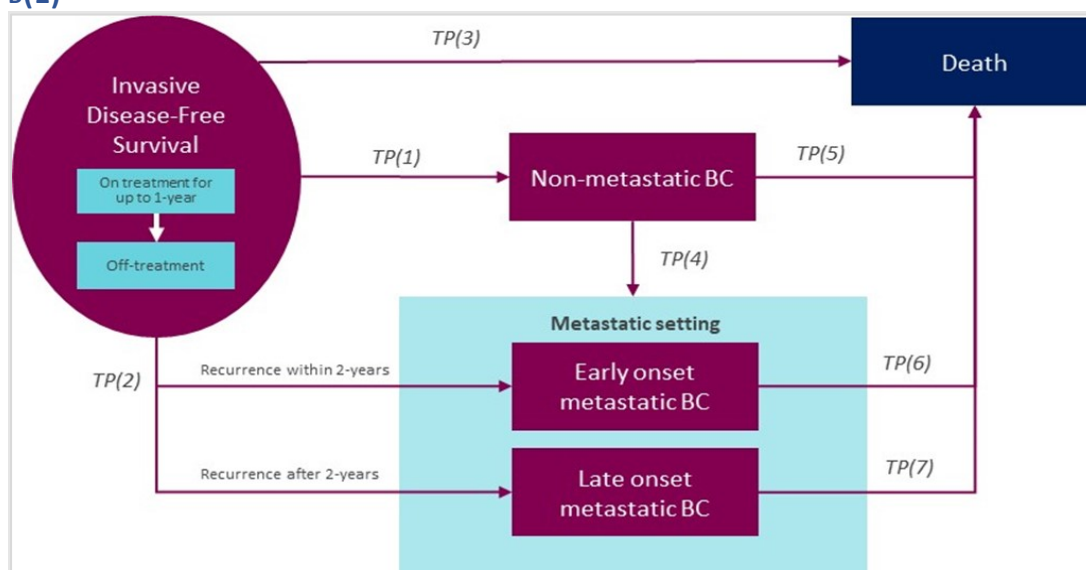 TP(3)
Death
Invasive
Disease-Free
Survival
TP(1)
Non-metastatic BC
TP(5)
On treatment for
up to 1-year
Off-treatment
TP(4)
Metastatic setting
TP(2)
Recurrence within 2-years
Early onset
metastatic BC
TP(6)
Recurrence after 2-years
Late onset
metastatic BC
TP(7)